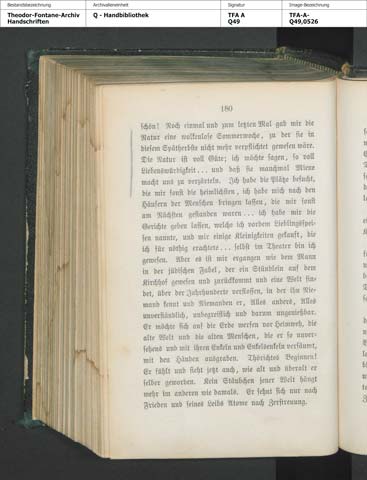 Bestandsbezeichnung Archivalieneinheit Signatur Image-Bezeichnung
Theodor-Fontane-Archiv Q - Handbibliothek TFA A TFA-A-
Handschriften Q49 Q49,0526
180
schön! Noch einmal und zum letzten Mal gab mir die
Natur eine wolkenlose Sommerwoche, zu der sie in
diesem Spätherbste nicht mehr verpflichtet gewesen wäre.
Die Natur ist voll Güte; ich möchte sagen, so voll
Liebenswürdigkeit... und daß sie manchmal Miene
macht uns zu verzärteln. Ich habe die Plätze besucht,
die mir sonst die heimlichsten, ich habe mich nach den
Häusern der Menschen bringen lassen, die mir sonst
am Nächsten gestanden waren... ich habe mir die
Gerichte geben lassen, welche ich vordem Lieblingsspei-
sen nannte, und mir einige Kleinigkeiten gekauft, die
ich für nöthig erachtete... selbst im Theater bin ich
gewesen. Aber es ist mir ergangen wie dem Mann
in der jüdischen Fabel, der ein Stündlein auf dem
Kirchhof gewesen und zurückkommt und eine Welt fin-
det, über der Jahrhunderte verflossen, in der ihn Nie-
mand kennt und Niemanden er, Alles anders, Alles
unverständlich, unbegreiflich und darum ungenießbar.
Er möchte sich auf die Erde werfen vor Heimweh, die
alte Welt und die alten Menschen, die er so unver-
sehens und mit ihren Enkeln und Enkelsenkeln versäumt,
mit den Händen ausgraben. Thörichtes Beginnen!
Er fühlt und sieht jetzt auch, wie alt und überalt er
selber geworden. Kein Stäubchen jener Welt hängt
mehr im anderen wie damals. Er sehnt sich nur nach
Frieden und seines Leibs Atome nach Zerstreuung.